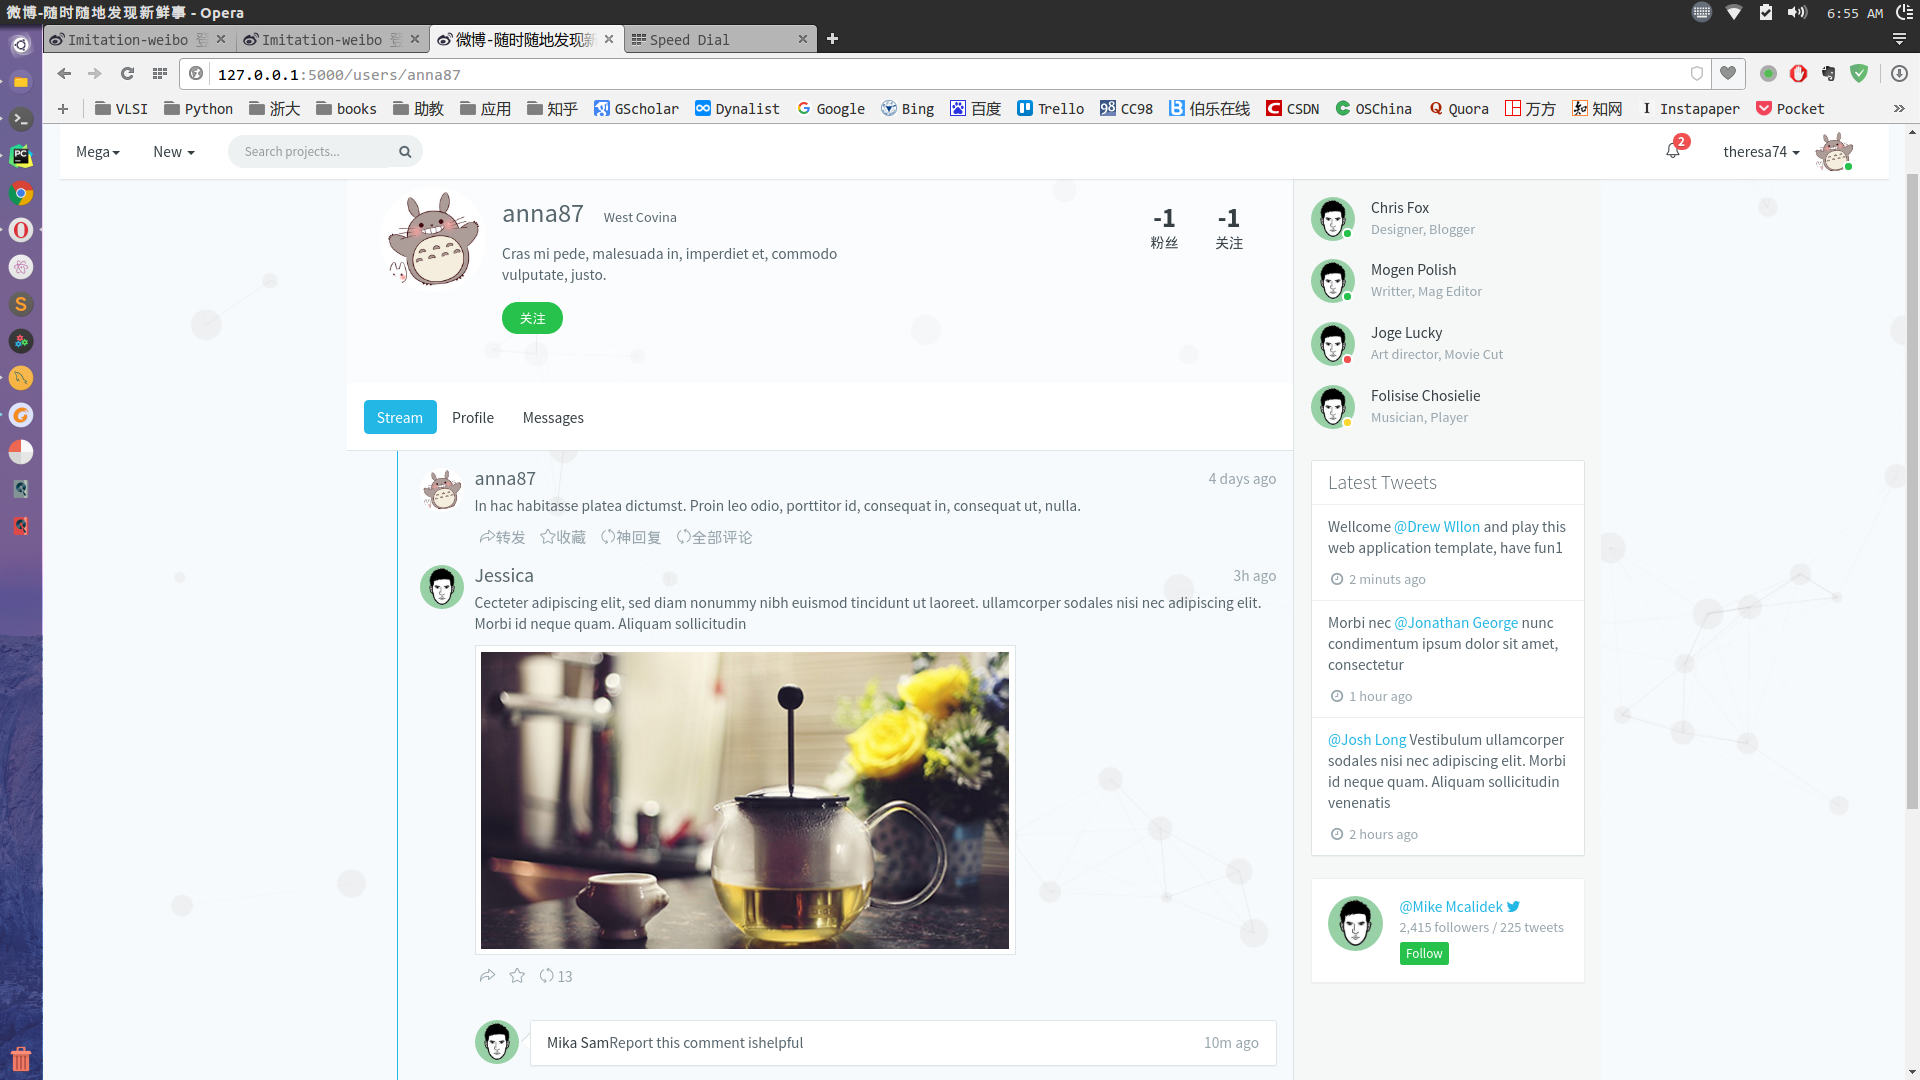 微博-随时随地发现新鲜事 - Opera
6:55 AM
Imitation-weibo
Imitation-weibo
微博-随时随地发现新
Speed Dial
127.0.0.1:5000/users/anna87
VLSI Python 浙大 books 助教 应用 知乎 GScholar Dynalist Google Bing 百度 Trello CC98 伯乐在线 CSDN OSChina Quora 万方 知网 Instapaper Pocket
Mega New Search projects... 2 theresa74
anna87 West Covina
-1 -1
粉丝 关注
Cras mi pede, malesuada in, imperdiet et, commodo
vulputate, justo.
关注
Stream Profile Messages
anna87 4 days ago
In hac habitasse platea dictumst. Proin leo odio, porttitor id, consequat in, consequat ut, nulla.
转发 收藏 神回复 全部评论
Jessica 3h ago
Cecteter adipiscing elit, sed diam nonummy nibh euismod tincidunt ut laoreet. ullamcorper sodales nisi nec adipiscing elit.
Morbi id neque quam. Aliquam sollicitudin
13
Mika SamReport this comment ishelpful 10m ago
Chris Fox
Designer, Blogger
Mogen Polish
Writter, Mag Editor
Joge Lucky
Art director, Movie Cut
Folisise Chosielie
Musician, Player
Latest Tweets
Wellcome @Drew Wllon and play this
web application template, have fun1
2 minuts ago
Morbi nec @Jonathan George nunc
condimentum ipsum dolor sit amet,
consectetur
1 hour ago
@Josh Long Vestibulum ullamcorper
sodales nisi nec adipiscing elit. Morbi
id neque quam. Aliquam sollicitudin
venenatis
2 hours ago
@Mike Mcalidek
2,415 followers / 225 tweets
Follow